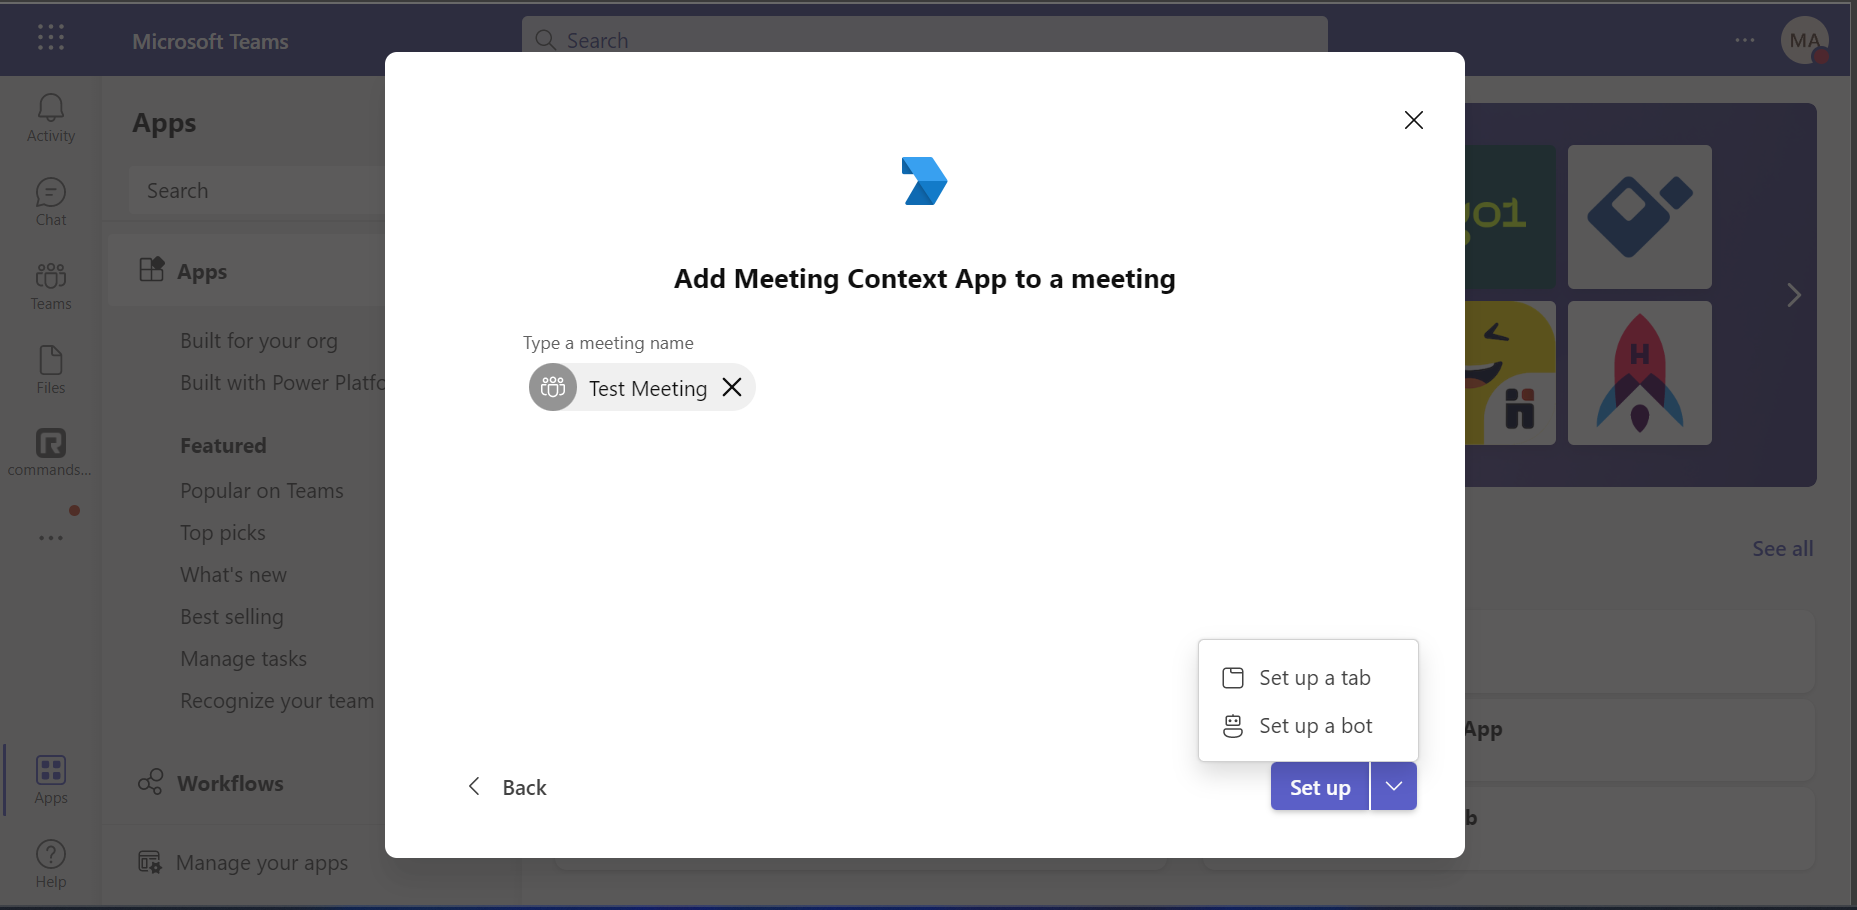 Microsoft Teams
Search
MA
Activity
Chat
Teams
Files
commands...
Apps
Help
Apps
Search
Apps
Built for your org
Built with Power Platfo
Featured
Popular on Teams
Top picks
What's new
Best selling
Manage tasks
Recognize your team
Workflows
Manage your apps
Add Meeting Context App to a meeting
Type a meeting name
Test Meeting
Set up a tab
Set up a bot
Back
Set up
go1
H
See all
App
b